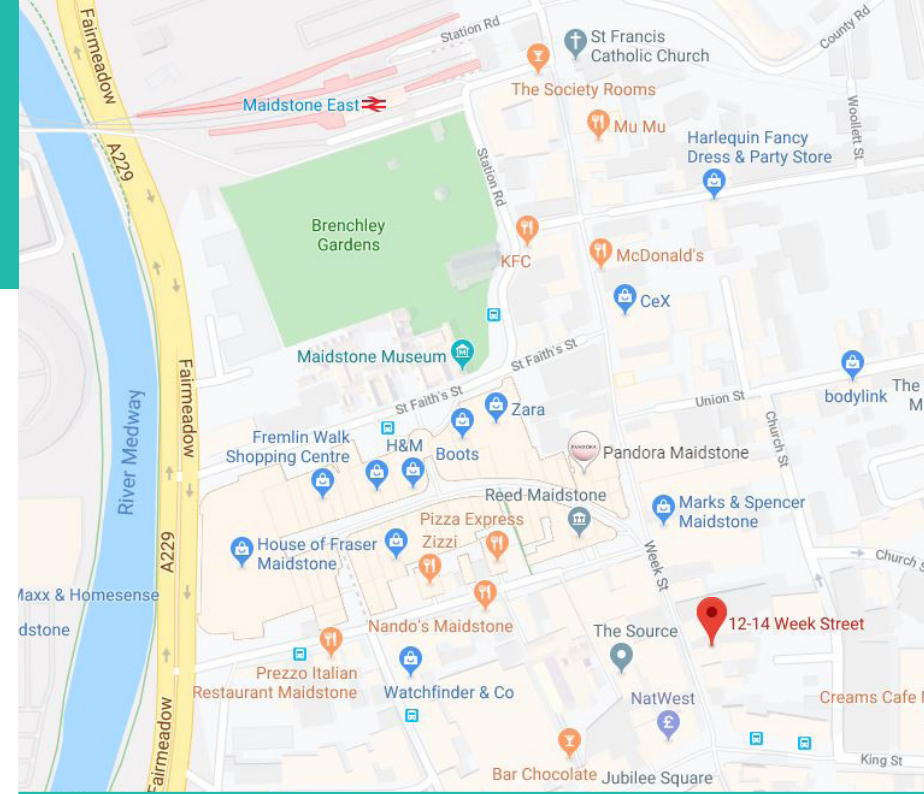 Fairmeadow
Station Rd
St Francis
Catholic Church
County Rd
The Society Rooms
Maidstone East
Mu Mu
Woollett St
Harlequin Fancy
Dress & Party Store
A229
Station Rd
Brenchley
Gardens
KFC
McDonald's
CeX
Maidstone Museum
St Faith's St
Fairmeadow
St Faith's St
Union St
bodylink
The
M
River Medway
Zara
Church St
Fremlin Walk
Shopping Centre
H&M
Boots
PANDORA
Pandora Maidstone
Reed Maidstone
Marks & Spencer
Maidstone
Pizza Express
Zizzi
House of Fraser
Maidstone
A229
Week St
Church S
Maxx & Homesense
dstone
Nando's Maidstone
The Source
12-14 Week Street
Prezzo Italian
Restaurant Maidstone
Watchfinder & Co
NatWest
£
Creams Cafe
Fairmeadow
Bar Chocolate
Jubilee Square
King St